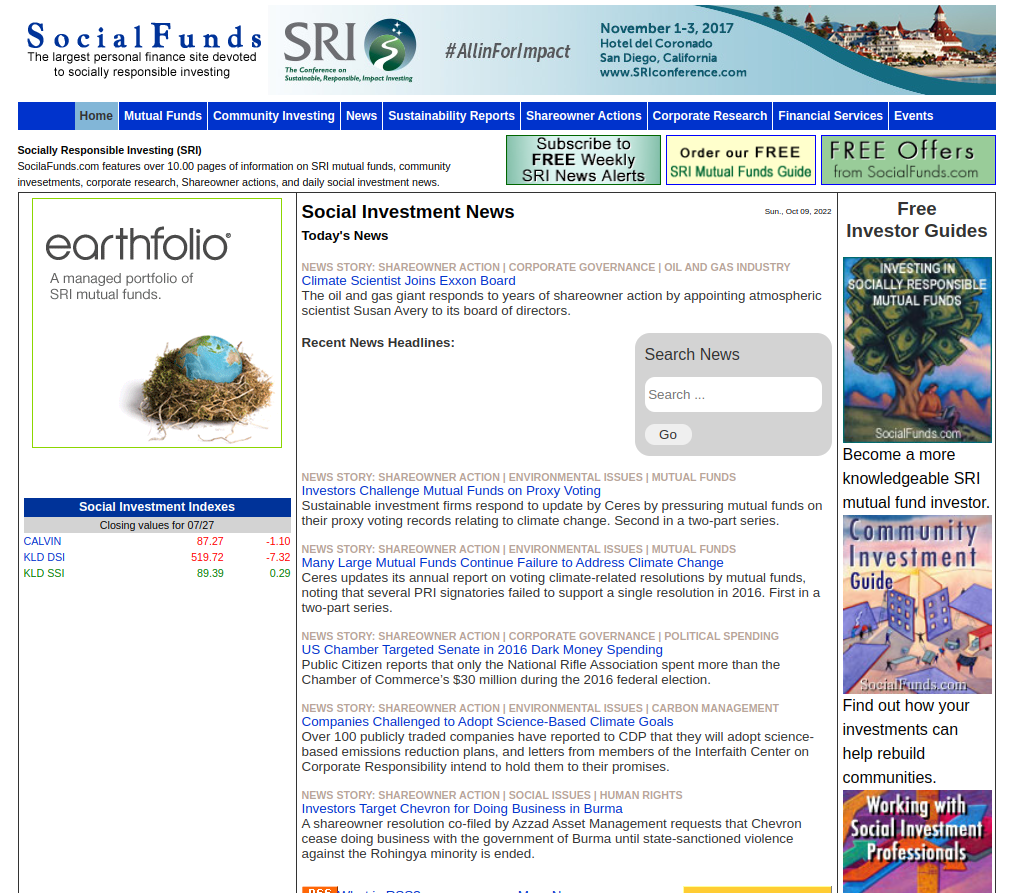 SocialFunds
The largest personal finance site devoted
to socially responsible investing
SRI
The Conference on
Sustainable, Responsible, Impact Investing
#AllinForImpact
November 1-3, 2017
Hotel del Coronado
San Diego, California
www.SRIconference.com
Home Mutual Funds Community Investing News Sustainability Reports Shareowner Actions Corporate Research Financial Services Events
Socially Responsible Investing (SRI)
SocilaFunds.com features over 10.00 pages of information on SRI mutual funds, community
invesetments, corporate research, Shareowner actions, and daily social investment news.
Subscribe to
FREE Weekly
SRI News Alerts
Order our FREE
SRI Mutual Funds Guide
FREE Offers
from SocialFunds.com
earthfolio®
A managed portfolio of
SRI mutual funds.
Social Investment Indexes
Closing values for 07/27
CALVIN 87.27 -1.10
KLD DSI 519.72 -7.32
KLD SSI 89.39 0.29
Social Investment News
Sun., Oct 09, 2022
Today's News
NEWS STORY: SHAREOWNER ACTION | CORPORATE GOVERNANCE | OIL AND GAS INDUSTRY
Climate Scientist Joins Exxon Board
The oil and gas giant responds to years of shareowner action by appointing atmospheric
scientist Susan Avery to its board of directors.
Recent News Headlines:
Search News
Search ...
Go
NEWS STORY: SHAREOWNER ACTION | ENVIRONMENTAL ISSUES | MUTUAL FUNDS
Investors Challenge Mutual Funds on Proxy Voting
Sustainable investment firms respond to update by Ceres by pressuring mutual funds on
their proxy voting records relating to climate change. Second in a two-part series.
NEWS STORY: SHAREOWNER ACTION | ENVIRONMENTAL ISSUES | MUTUAL FUNDS
Many Large Mutual Funds Continue Failure to Address Climate Change
Ceres updates its annual report on voting climate-related resolutions by mutual funds,
noting that several PRI signatories failed to support a single resolution in 2016. First in a
two-part series.
NEWS STORY: SHAREOWNER ACTION | CORPORATE GOVERNANCE | POLITICAL SPENDING
US Chamber Targeted Senate in 2016 Dark Money Spending
Public Citizen reports that only the National Rifle Association spent more than the
Chamber of Commerce’s $30 million during the 2016 federal election.
NEWS STORY: SHAREOWNER ACTION | ENVIRONMENTAL ISSUES | CARBON MANAGEMENT
Companies Challenged to Adopt Science-Based Climate Goals
Over 100 publicly traded companies have reported to CDP that they will adopt science-
based emissions reduction plans, and letters from members of the Interfaith Center on
Corporate Responsibility intend to hold them to their promises.
NEWS STORY: SHAREOWNER ACTION | SOCIAL ISSUES | HUMAN RIGHTS
Investors Target Chevron for Doing Business in Burma
A shareowner resolution co-filed by Azzad Asset Management requests that Chevron
cease doing business with the government of Burma until state-sanctioned violence
against the Rohingya minority is ended.
RSS What is RSS?
Free
Investor Guides
INVESTING IN
SOCIALLY RESPONSIBLE
MUTUAL FUNDS
SocialFunds.com
Become a more
knowledgeable SRI
mutual fund investor.
Community
Investment
Guide
SocialFunds.com
Find out how your
investments can
help rebuild
communities.
Working with
Social Investment
Professionals